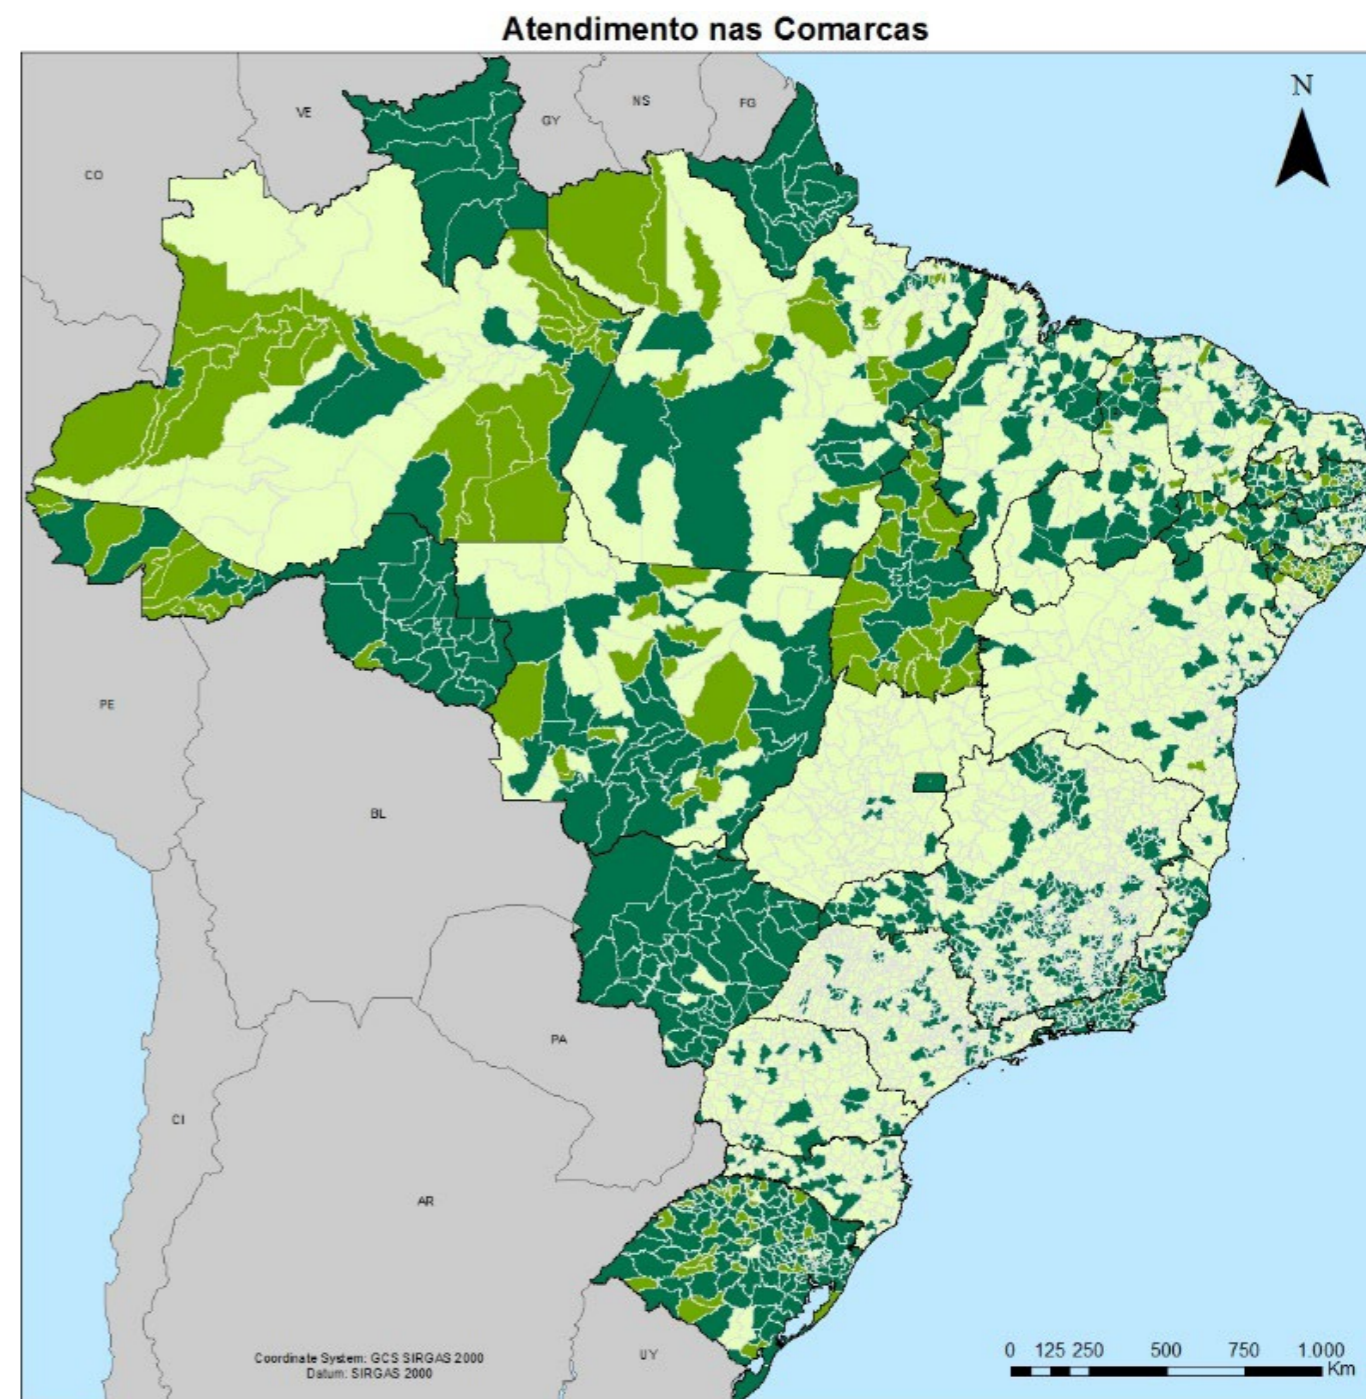 Atendimento nas Comarcas
N
VE
GY
NS
FG
CO
PE
BL
PA
CI
AR
UY
Coordinate System: GCS SIRGAS 2000
Datum: SIRGAS 2000
0 125 250 500 750 1.000
Km